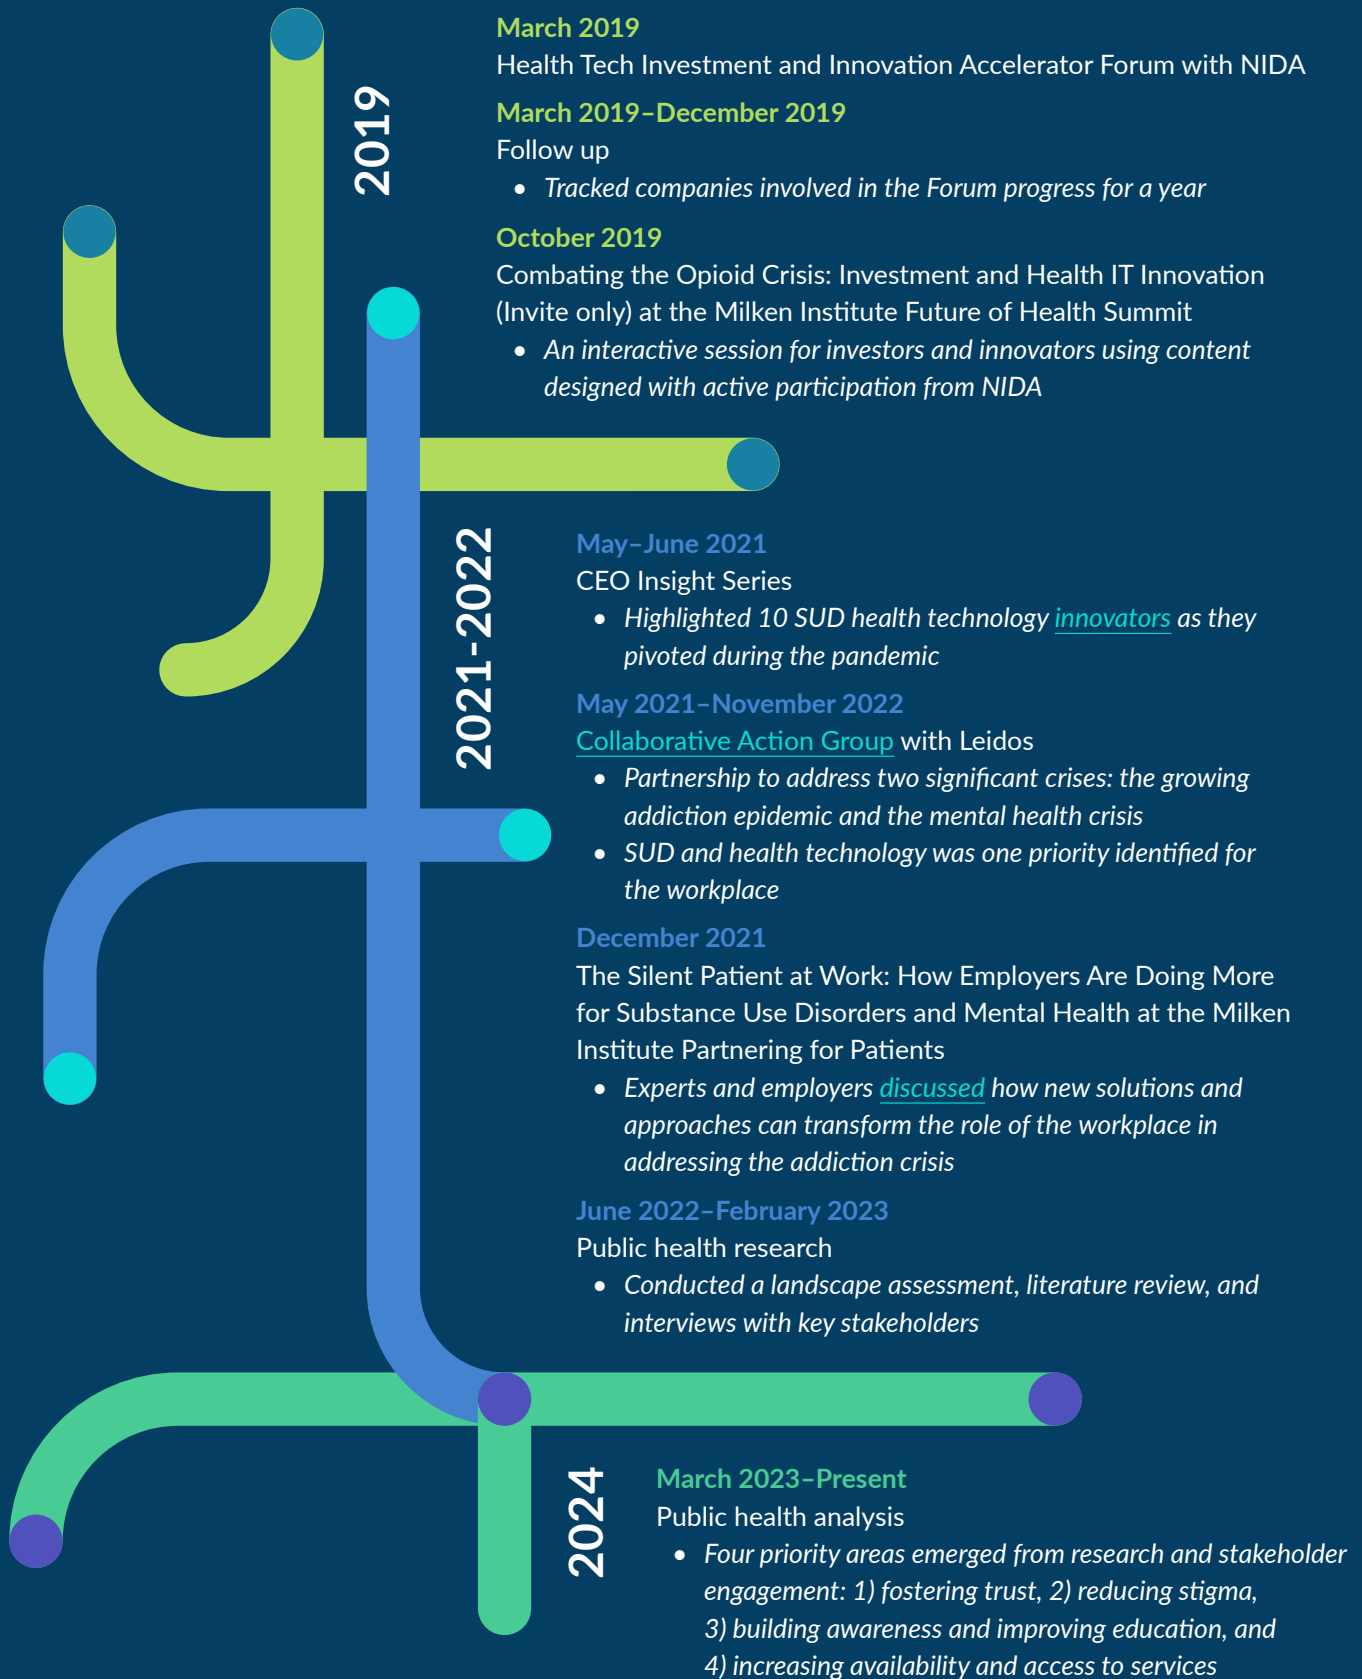 March 2019
Health Tech Investment and Innovation Accelerator Forum with NIDA
2019
March 2019–December 2019
Follow up
• Tracked companies involved in the Forum progress for a year
October 2019
Combating the Opioid Crisis: Investment and Health IT Innovation
(Invite only) at the Milken Institute Future of Health Summit
• An interactive session for investors and innovators using content
designed with active participation from NIDA
2021-2022
May–June 2021
CEO Insight Series
• Highlighted 10 SUD health technology innovators as they
pivoted during the pandemic
May 2021–November 2022
Collaborative Action Group with Leidos
• Partnership to address two significant crises: the growing
addiction epidemic and the mental health crisis
• SUD and health technology was one priority identified for
the workplace
December 2021
The Silent Patient at Work: How Employers Are Doing More
for Substance Use Disorders and Mental Health at the Milken
Institute Partnering for Patients
• Experts and employers discussed how new solutions and
approaches can transform the role of the workplace in
addressing the addiction crisis
June 2022–February 2023
Public health research
• Conducted a landscape assessment, literature review, and
interviews with key stakeholders
2024
March 2023–Present
Public health analysis
• Four priority areas emerged from research and stakeholder
engagement: 1) fostering trust, 2) reducing stigma,
3) building awareness and improving education, and
4) increasing availability and access to services